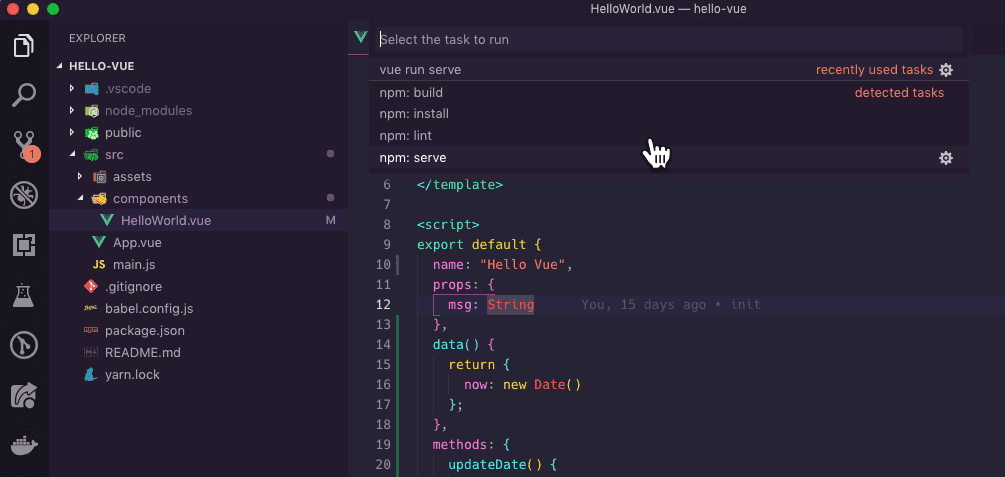 HelloWorld.vue — hello-vue
EXPLORER
HELLO-VUE
.vscode
node_modules
public
src
assets
components
HelloWorld.vue M
App.vue
JS main.js
.gitignore
babel.config.js
package.json
README.md
yarn.lock
1
Select the task to run
vue run serve recently used tasks
npm: build detected tasks
npm: install
npm: lint
npm: serve
6 </template>
7
8 <script>
9 export default {
10 name: "Hello Vue",
11 props: {
12 msg: String You, 15 days ago • init
13 },
14 data() {
15 return {
16 now: new Date()
17 };
18 },
19 methods: {
20 updateDate() {